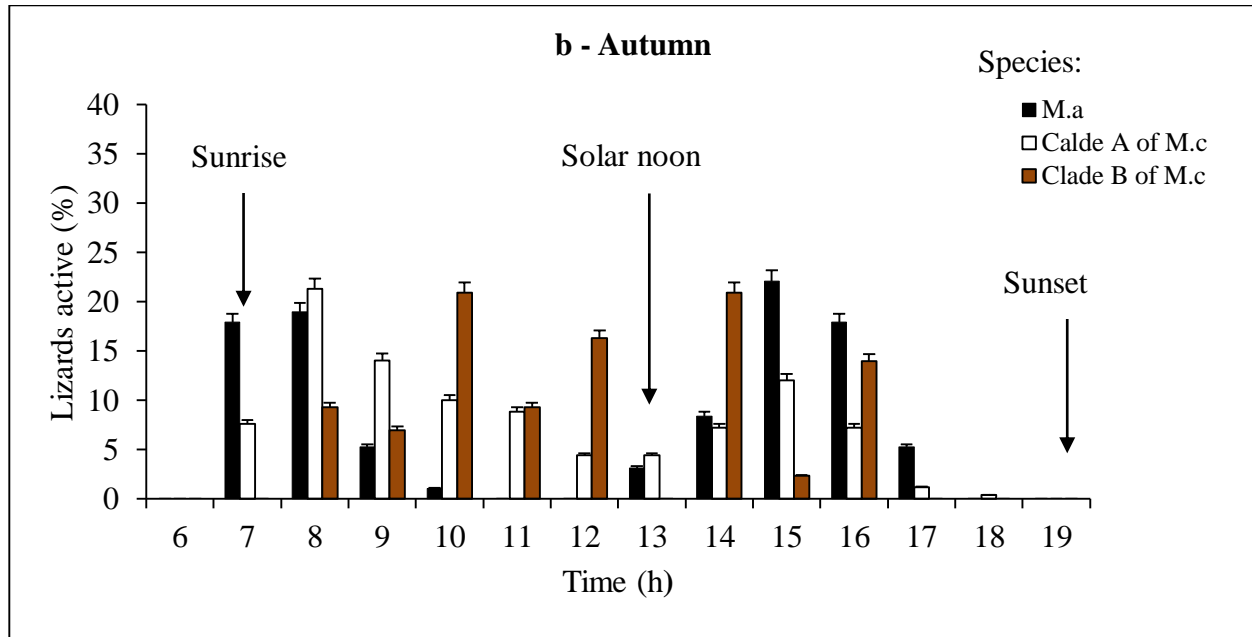 b - Autumn
Species:
M.a
Calde A of M.c
Clade B of M.c
Sunrise
Solar noon
Sunset
Lizards active (%)
40
35
30
25
20
15
10
5
0
6 7 8 9 10 11 12 13 14 15 16 17 18 19
Time (h)